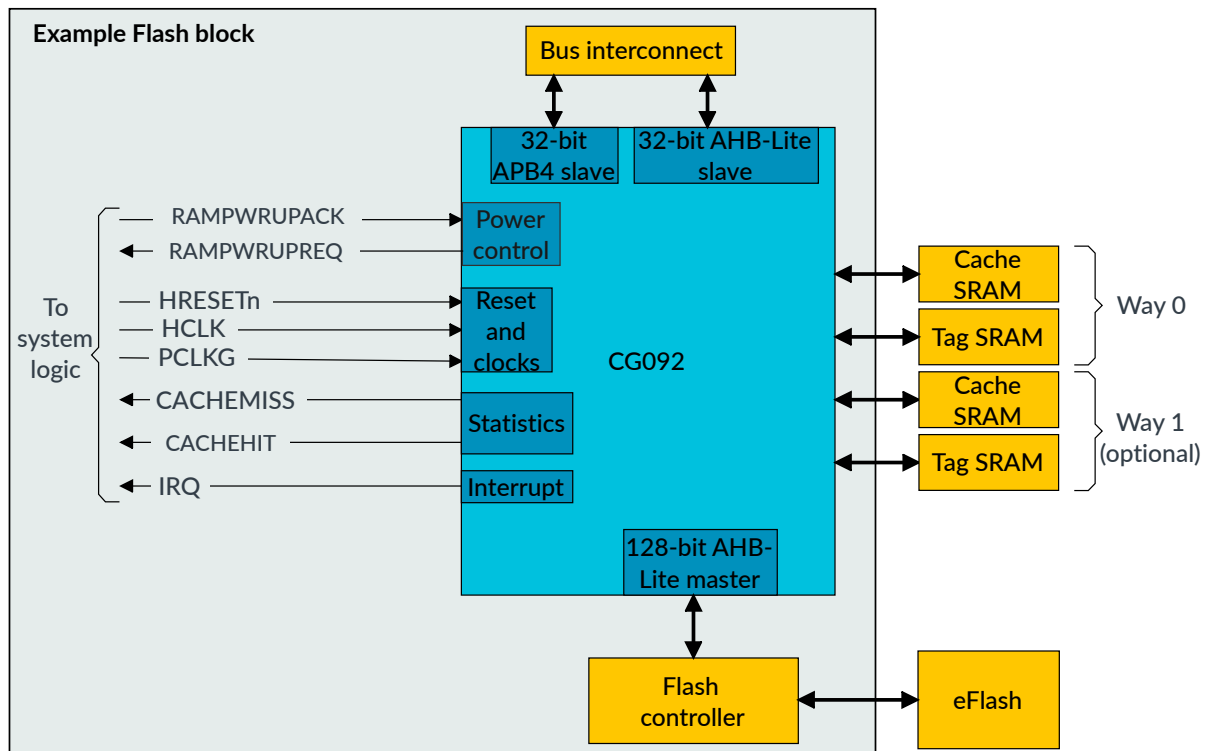 Example Flash block
Bus interconnect
32-bit
APB4 slave
32-bit AHB-Lite
slave
RAMPWRUPACK
RAMPWRUPREQ
Power
control
To
system
logic
HRESETn
HCLK
PCLKG
Reset
and
clocks
CACHEMISS
CACHEHIT
Statistics
IRQ
Interrupt
CG092
Cache
SRAM
Tag SRAM
Way 0
Cache
SRAM
Tag SRAM
Way 1
(optional)
128-bit AHB-
Lite master
Flash
controller
eFlash